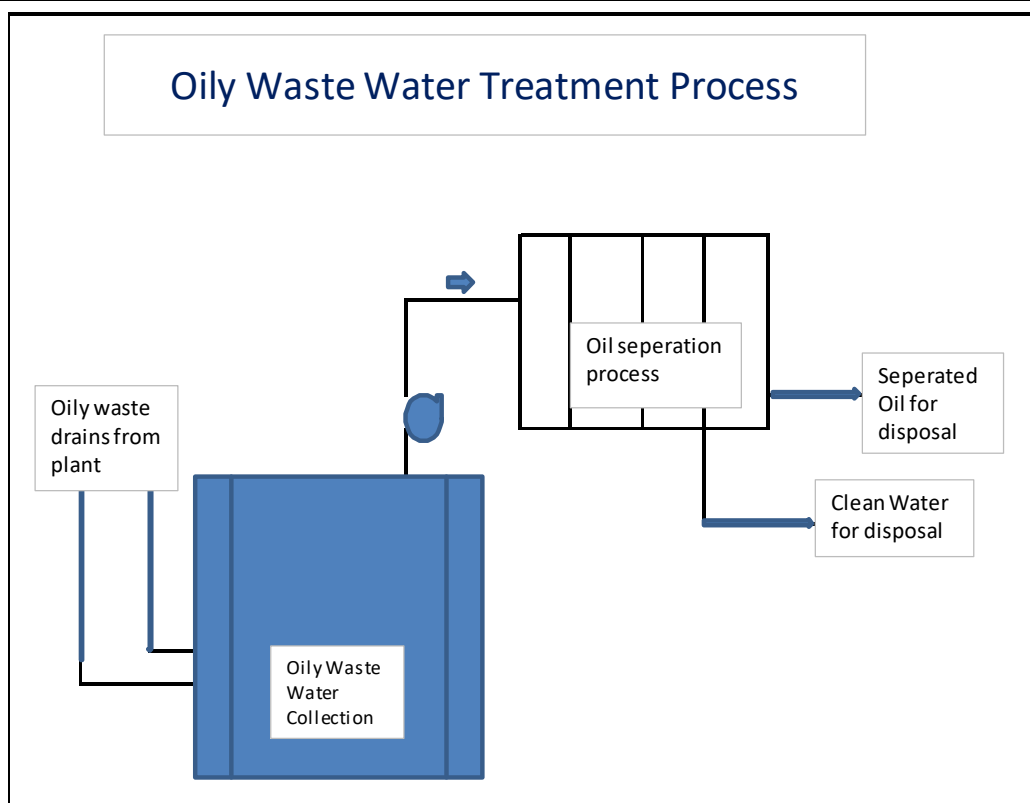 Oily Waste Water Treatment Process
Oil seperation
process
Oily waste
drains from
plant
Seperated
Oil for
disposal
Clean Water
for disposal
Oily Waste
Water
Collection